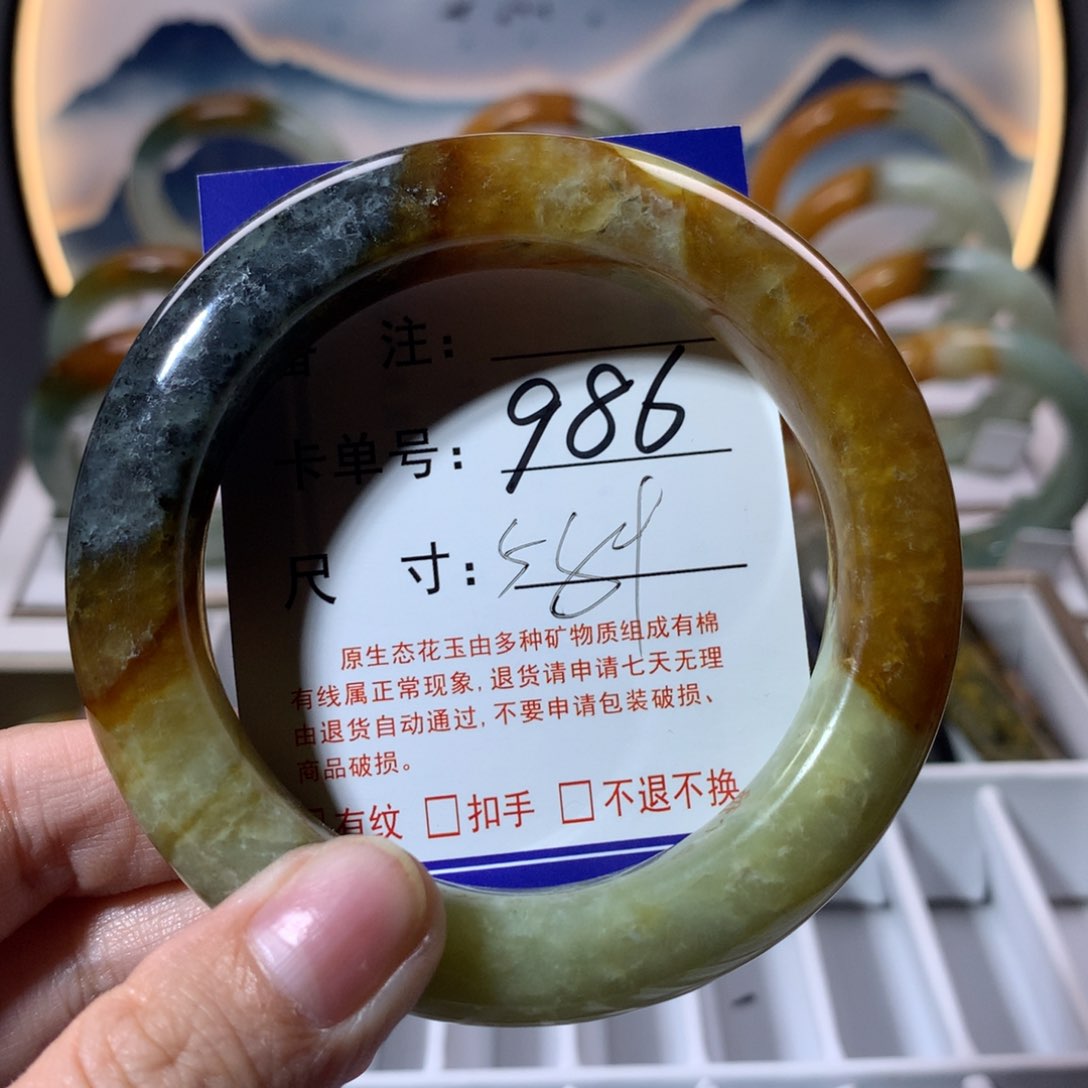 备 注:
卡单号: 986
尺 寸:
原生态花玉由多种矿物质组成有棉
有线属正常现象,退货请申请七天无理
由退货自动通过,不要申请包装破损、
商品破损。
有纹 □扣手 □不退不换